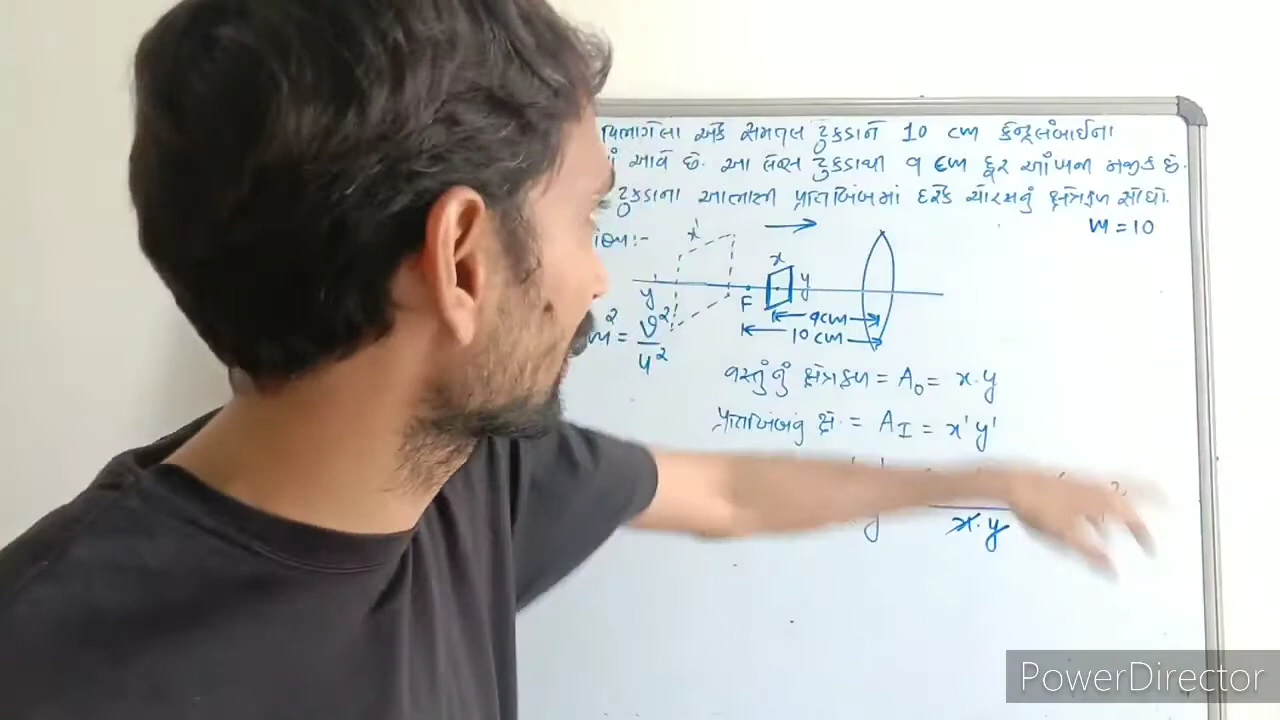 એક સમતલ ટુકડાને 10 cm કેન્દ્રલંબાઈના
આવે છે. આ લેન્સ ટુકડાથી 9 cm દૂર આંખની નજીક છે.
ટુકડાના આભાસી પ્રતિબિંબમાં દરેક ચોરસનું ક્ષેત્રફળ શોધો.
m = 10
x'
x
y
y
F
9cm
10 cm
m² = v²
u²
વસ્તુનું ક્ષેત્રફળ = A₀ = x.y
પ્રતિબિંબનું ક્ષે. = A_I = x'y'
x.y
PowerDirector